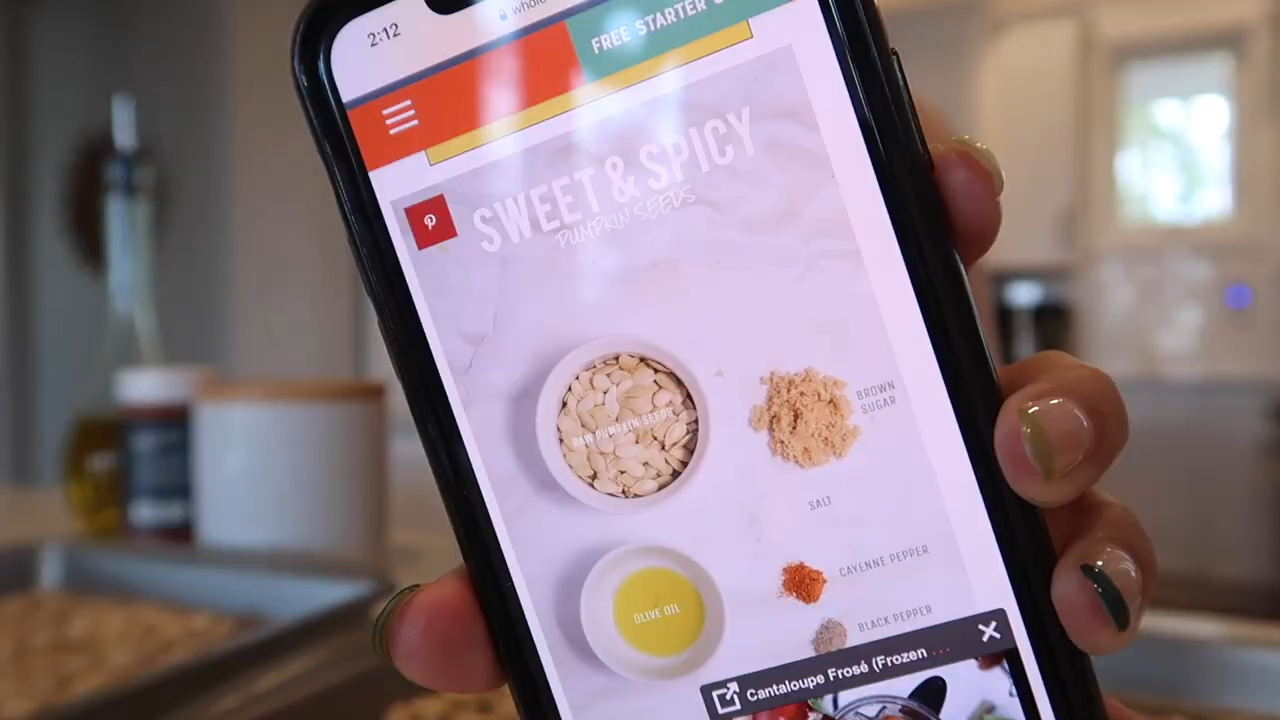 2:12
FREE STARTER
SWEET & SPICY
PUMPKIN SEEDS
RAW PUMPKIN SEEDS
BROWN
SUGAR
SALT
CAYENNE PEPPER
OLIVE OIL
BLACK PEPPER
Cantaloupe Frosé (Frozen ...